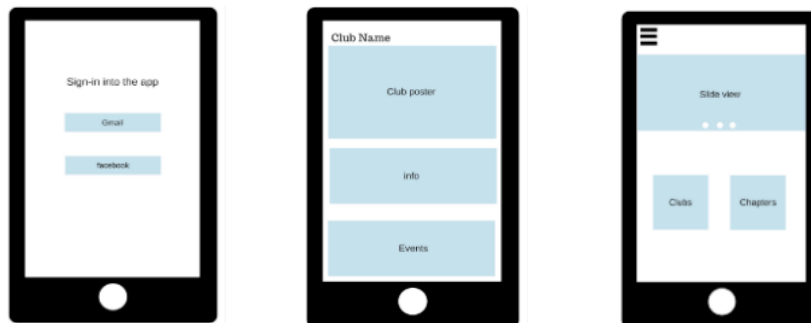 Sign-in into the app
Gmail
facebook
Club Name
Club poster
info
Events
Slide view
Clubs
Chapters